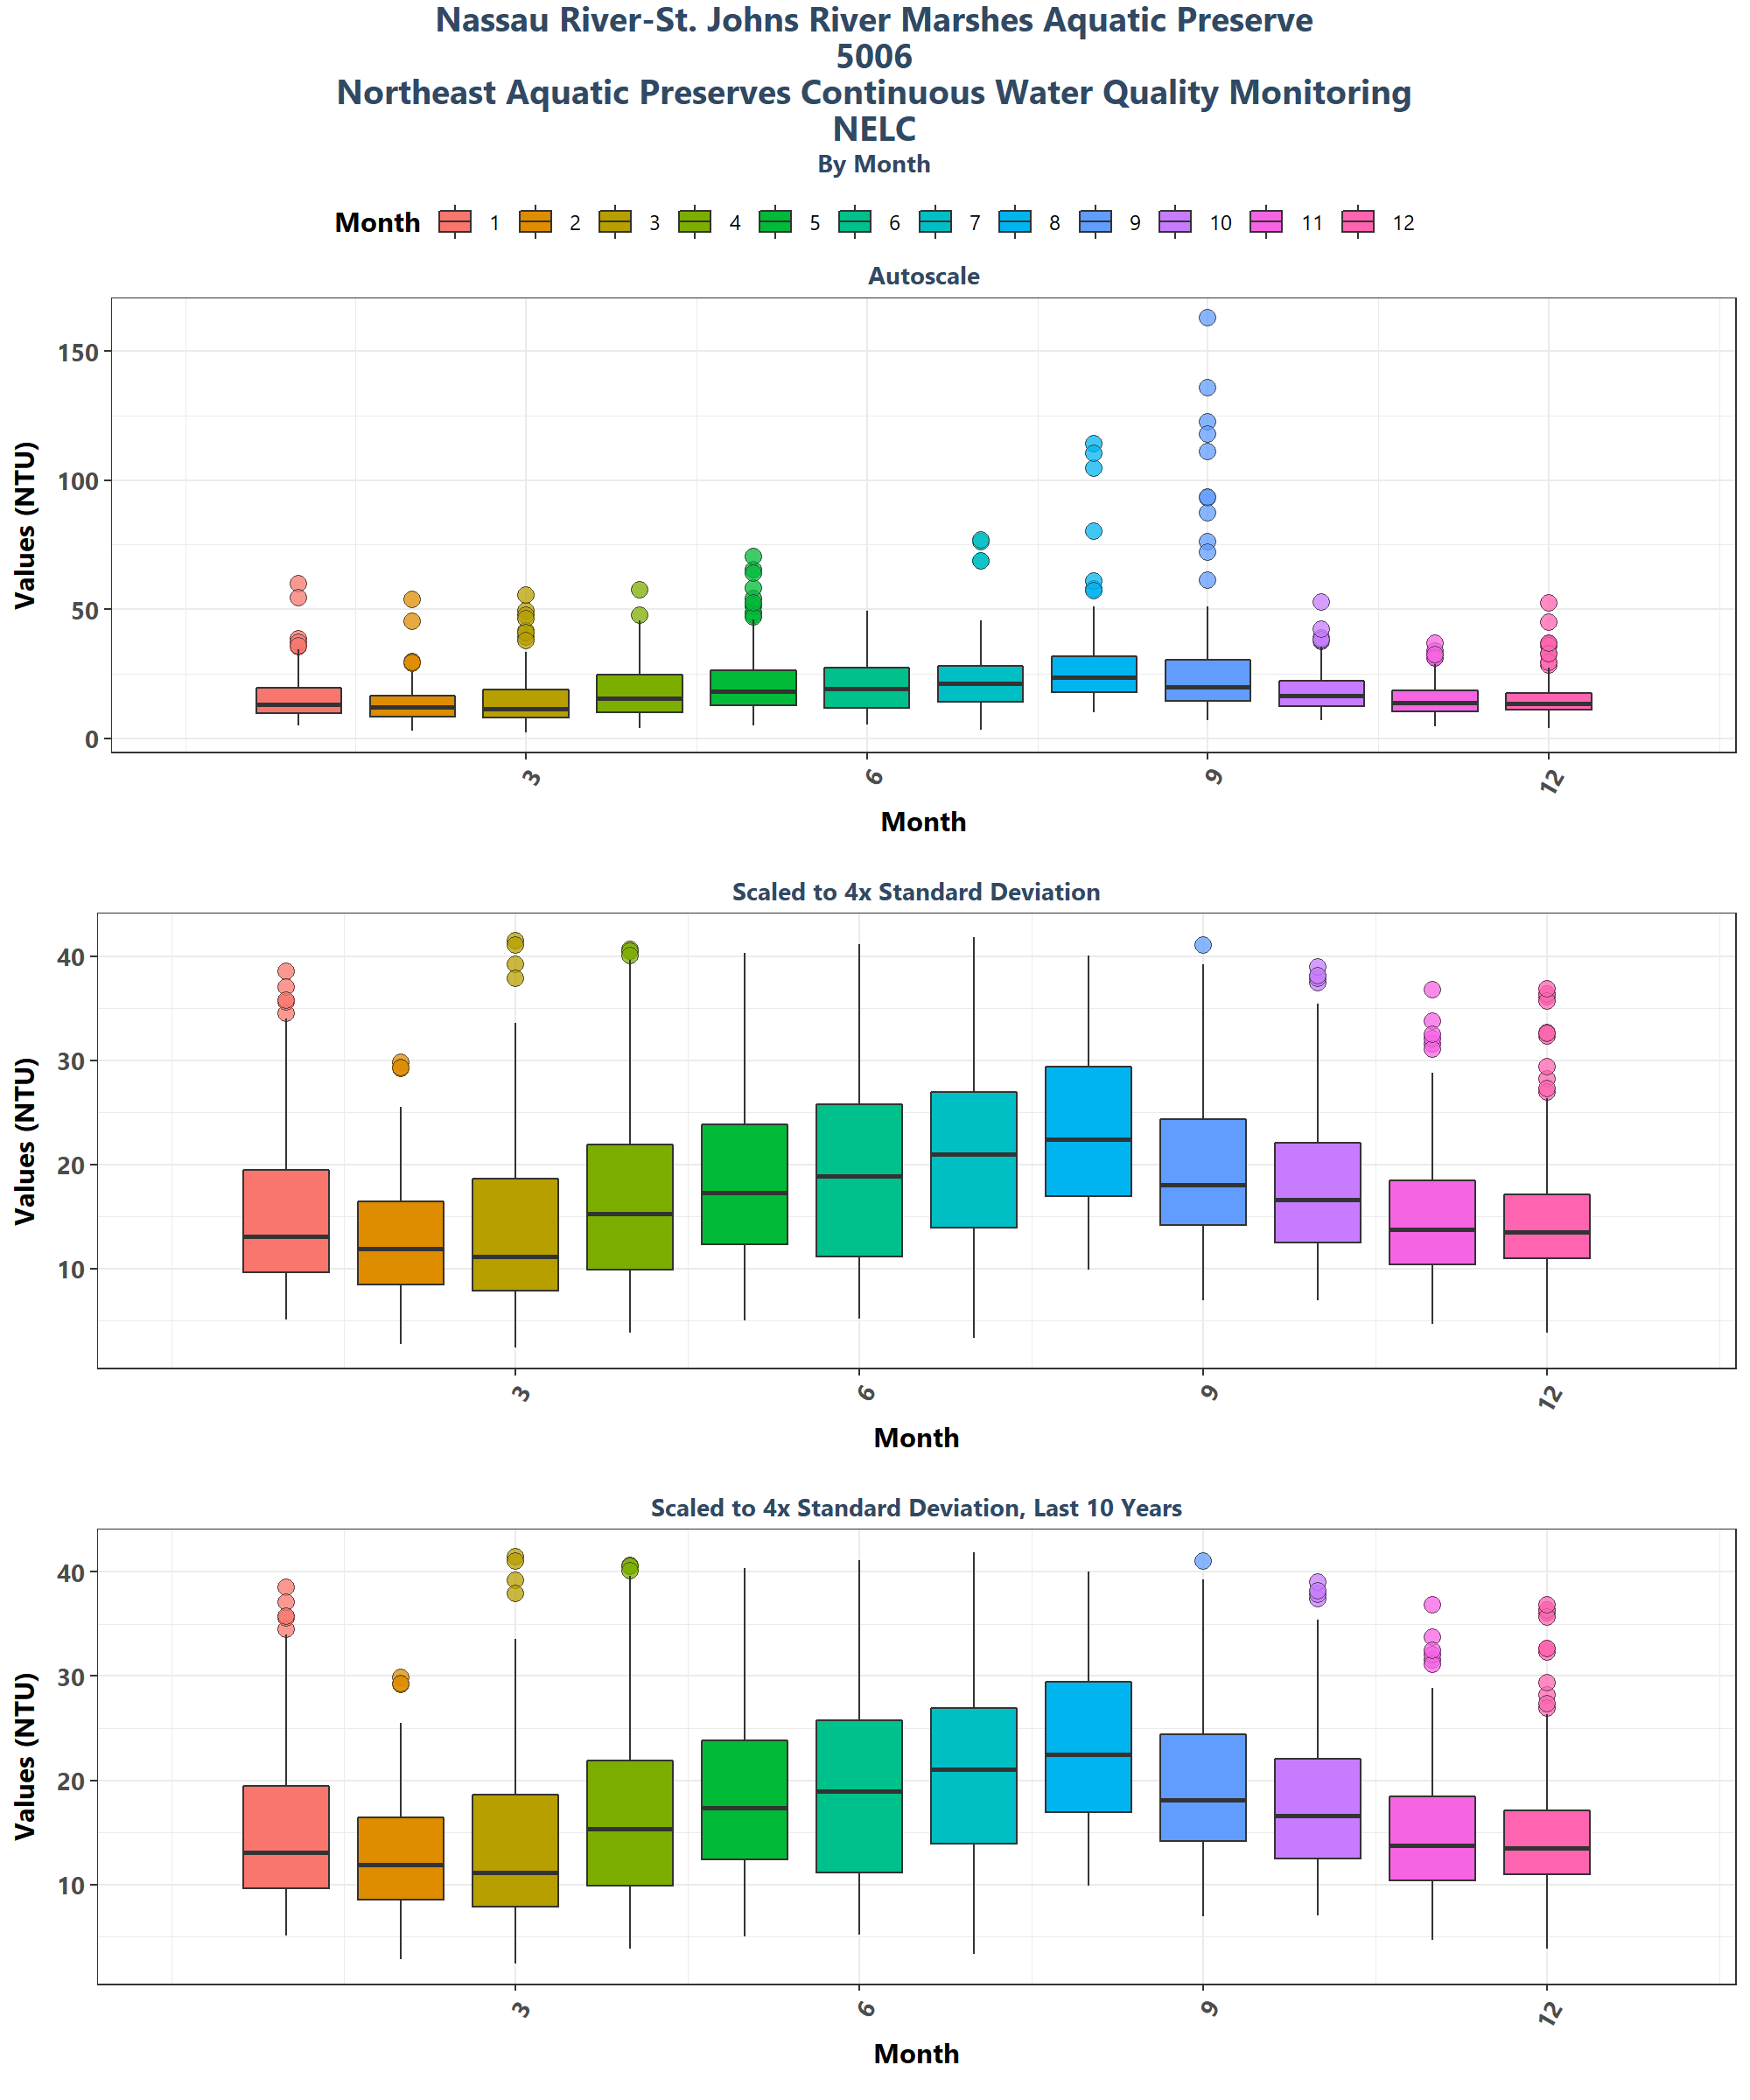 Nassau River-St. Johns River Marshes Aquatic Preserve
5006
Northeast Aquatic Preserves Continuous Water Quality Monitoring
NELC
By Month
Month 1 2 3 4 5 6 7 8 9 10 11 12
Autoscale
Values (NTU)
150
100
50
0
3 6 9 12
Month
Scaled to 4x Standard Deviation
Values (NTU)
40
30
20
10
3 6 9 12
Month
Scaled to 4x Standard Deviation, Last 10 Years
Values (NTU)
40
30
20
10
3 6 9 12
Month